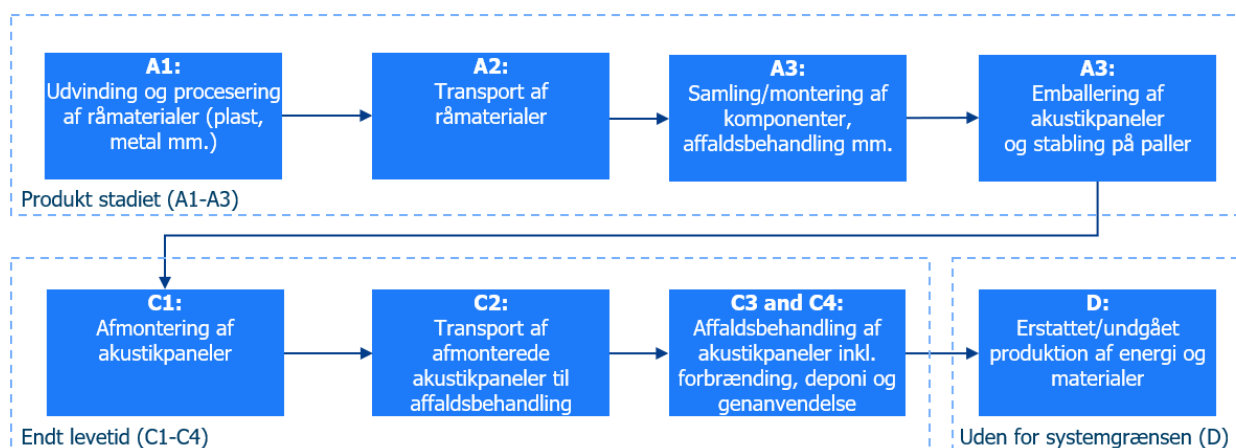 A1:
Udvinding og procesering
af råmaterialer (plast,
metal mm.)
A2:
Transport af
råmaterialer
A3:
Samling/montering af
komponenter,
affaldsbehandling mm.
A3:
Emballering af
akustikpaneler
og stabling på paller
Produkt stadiet (A1-A3)
C1:
Afmontering af
akustikpaneler
C2:
Transport af
afmonterede
akustikpaneler til
affaldsbehandling
C3 and C4:
Affaldsbehandling af
akustikpaneler inkl.
forbrænding, deponi og
genanvendelse
D:
Erstattet/undgået
produktion af energi og
materialer
Endt levetid (C1-C4)
Uden for systemgrænsen (D)